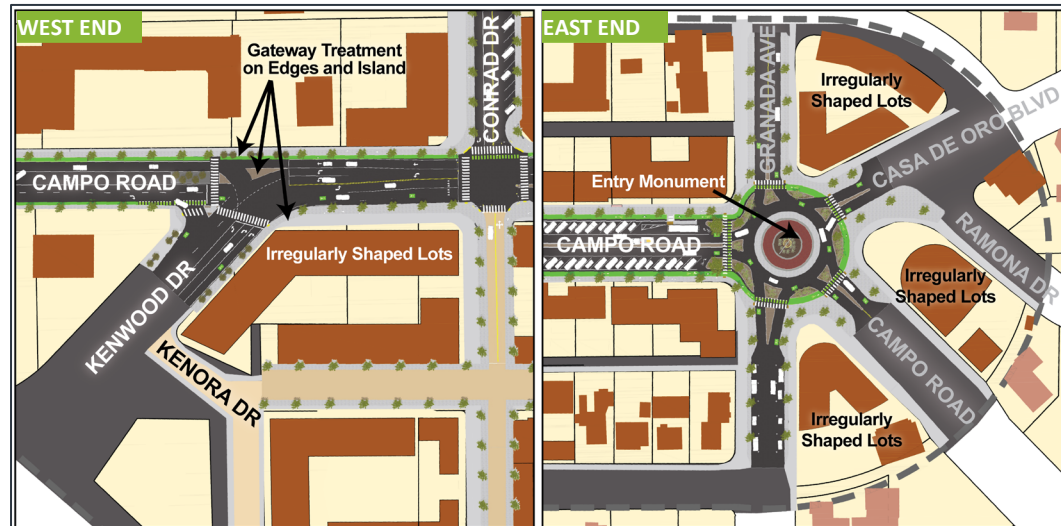 WEST END
Gateway Treatment
on Edges and Island
CONRAD DR
CAMPO ROAD
Irregularly Shaped Lots
KENWOOD DR
KENORA DR
EAST END
GRANADA AVE
Irregularly
Shaped Lots
CASA DE ORO BLVD
Entry Monument
RAMONA DR
CAMPO ROAD
Irregularly
Shaped Lots
CAMPO ROAD
Irregularly
Shaped Lots